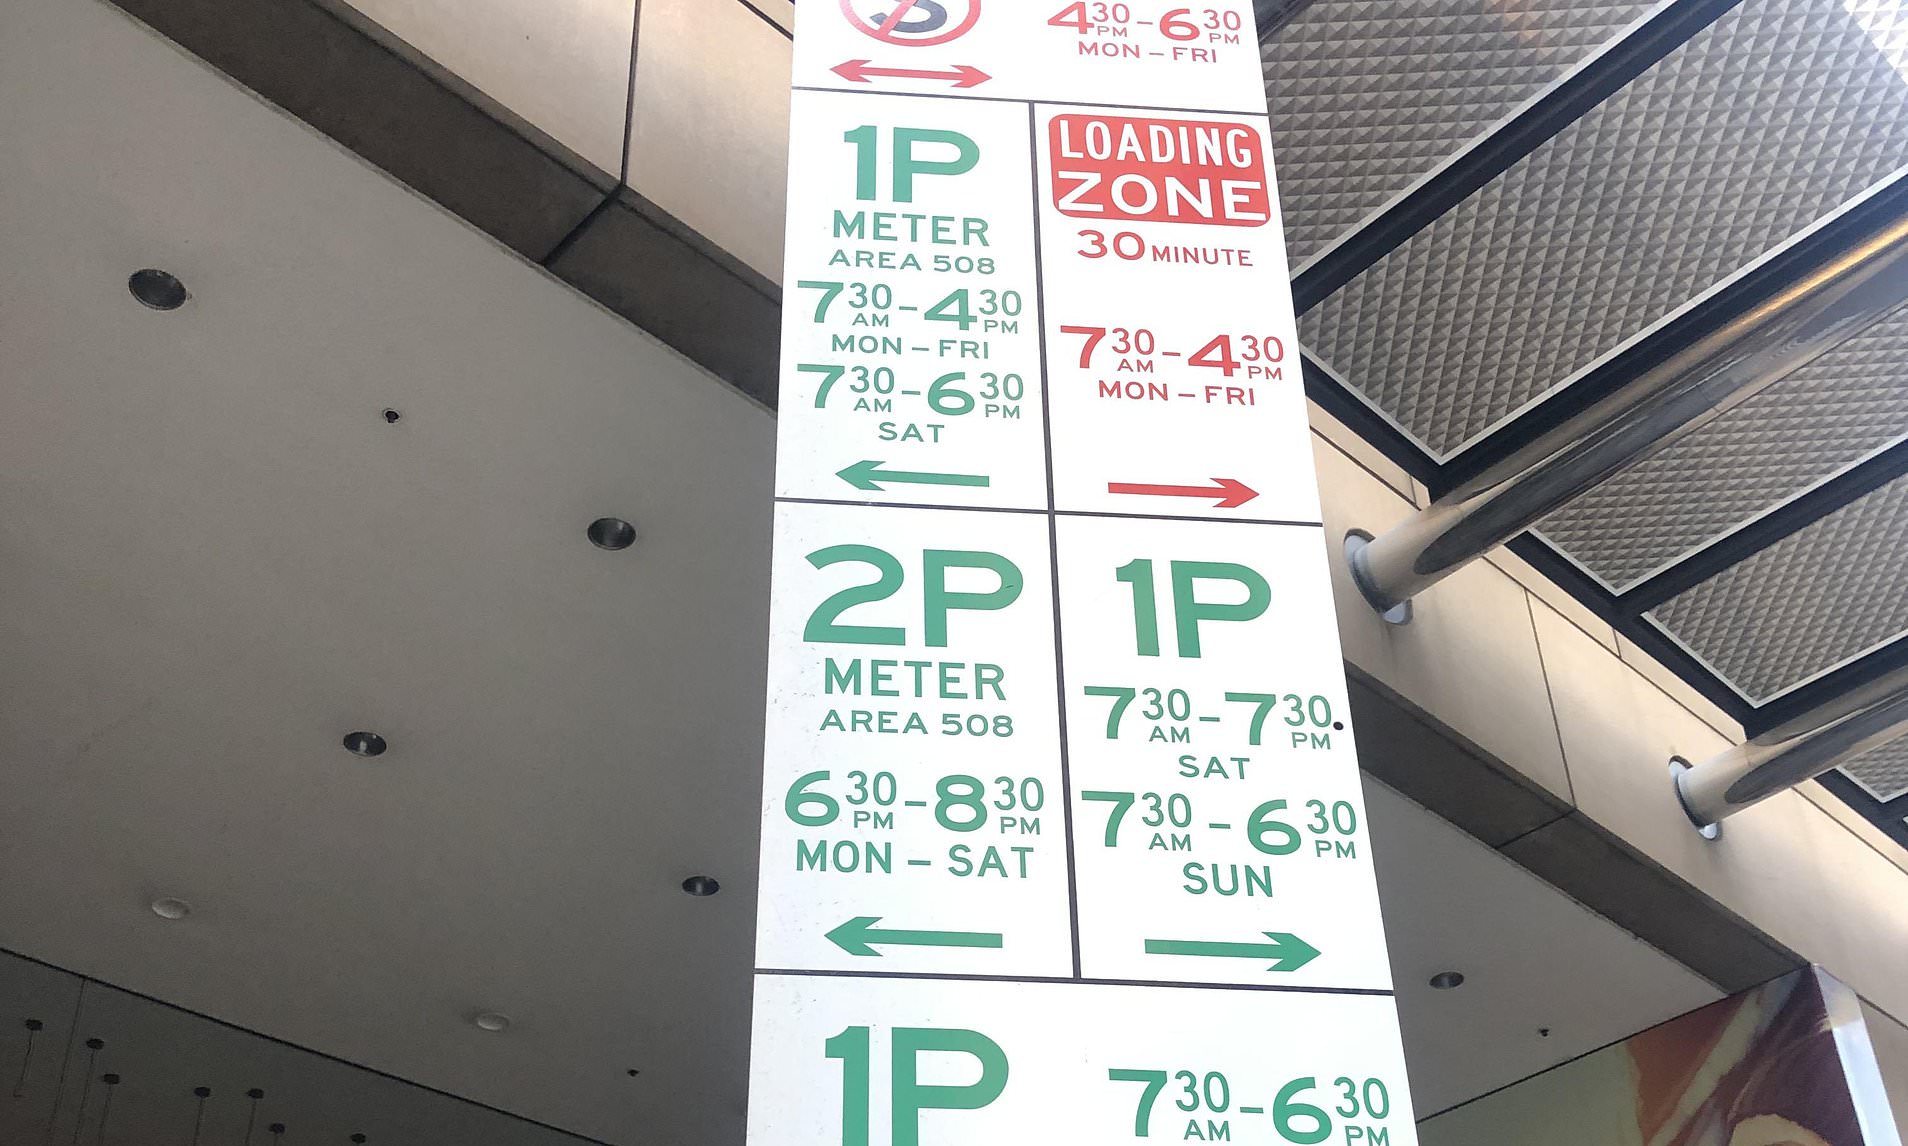 S
4:30 PM – 6:30 PM
MON – FRI
1P
METER
AREA 508
7:30 AM – 4:30 PM
MON – FRI
7:30 AM – 6:30 PM
SAT
LOADING
ZONE
30 MINUTE
7:30 AM – 4:30 PM
MON – FRI
2P
METER
AREA 508
6:30 PM – 8:30 PM
MON – SAT
1P
7:30 AM – 7:30 PM
SAT
7:30 AM – 6:30 PM
SUN
1P
7:30 AM – 6:30 PM